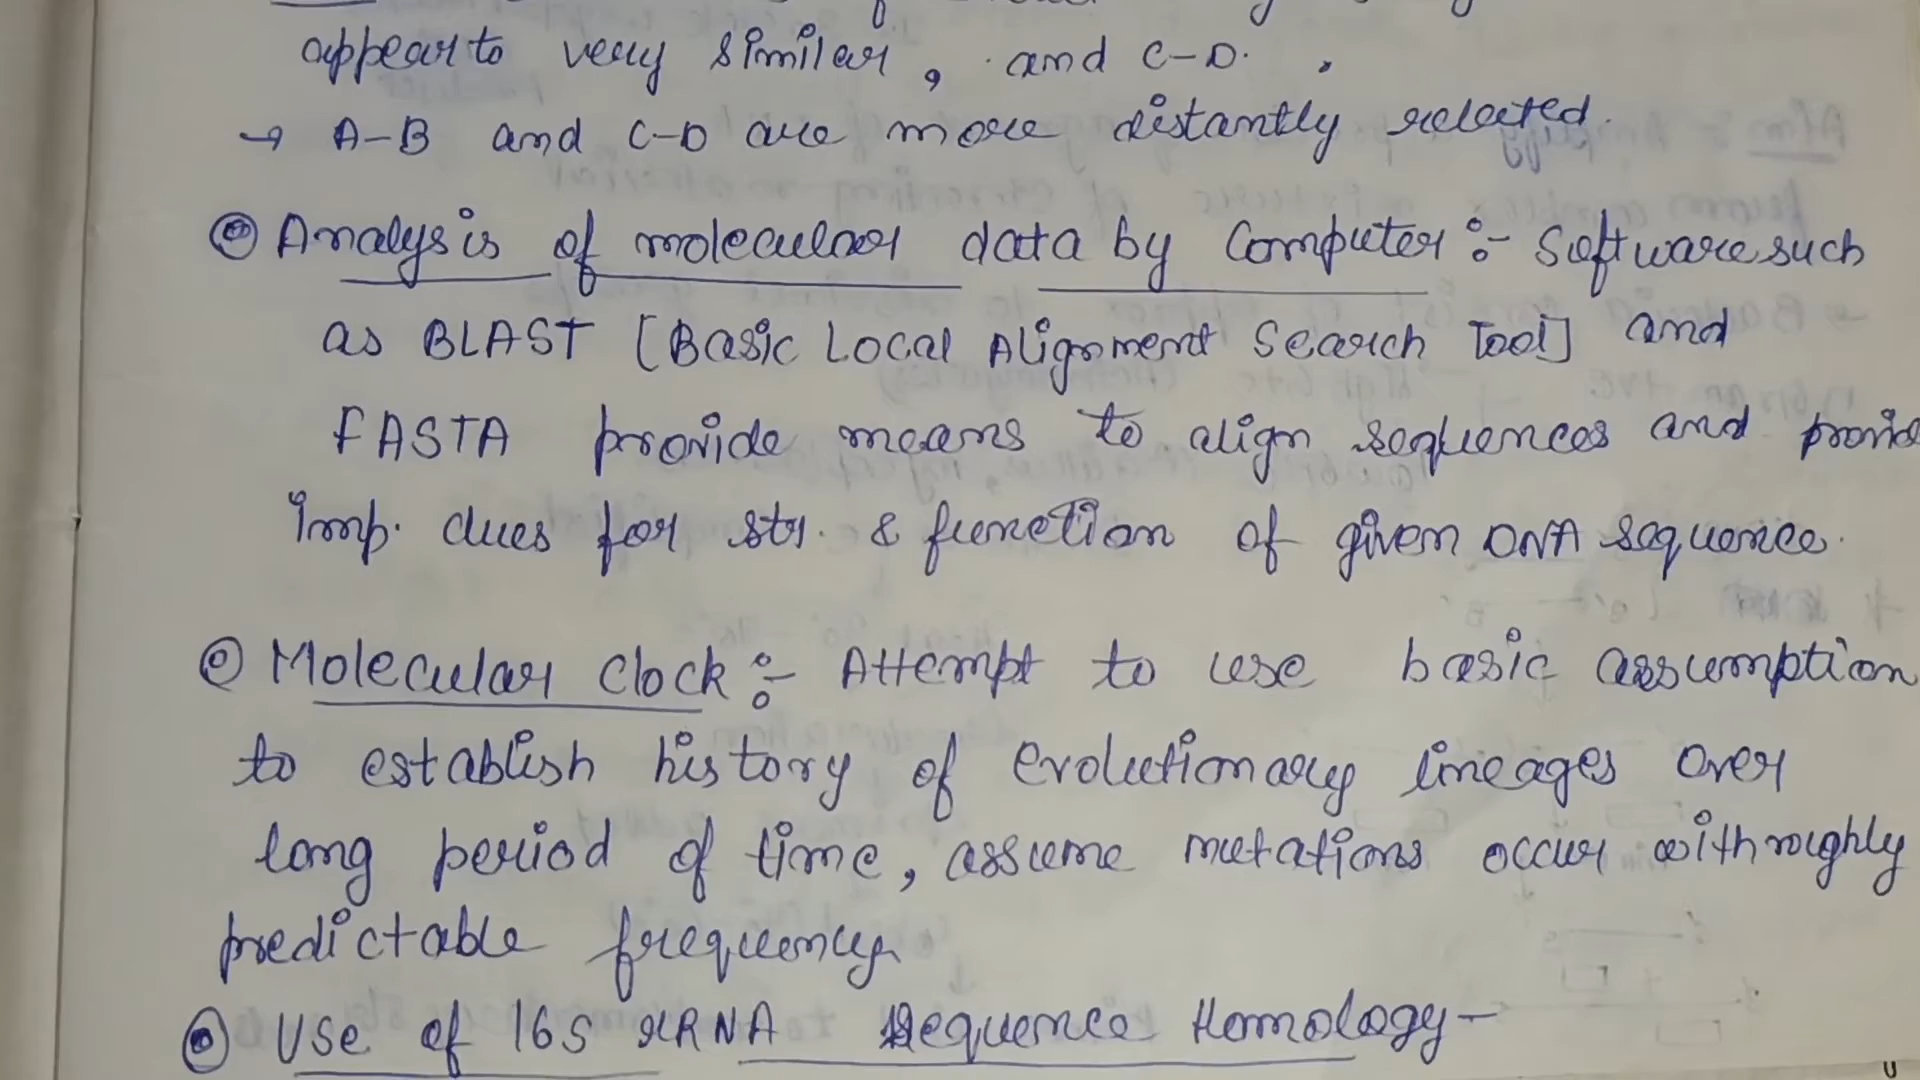 appear to very similar, and C-D.
→ A-B and C-D are more distantly related.
Analysis of molecular data by Computer :- Software such
as BLAST [Basic Local Alignment Search Tool] and
FASTA provide means to align sequences and provid
imp. clues for str. & function of given DNA sequence.
Molecular Clock :- Attempt to use basic assumption
to establish history of evolutionary lineages over
long period of time, assume mutations occur with roughly
predictable frequency.
Use of 16S rRNA Sequence Homology -